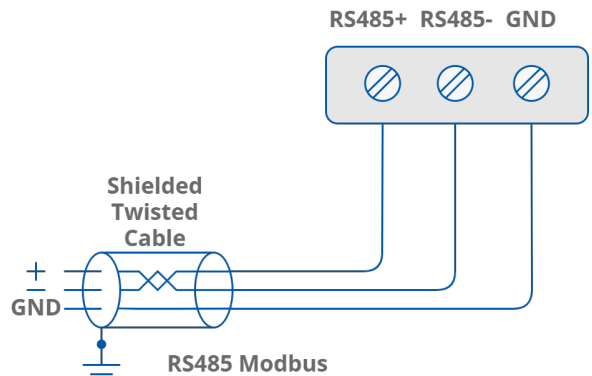 RS485+ RS485- GND
Shielded
Twisted
Cable
+
−
GND
RS485 Modbus